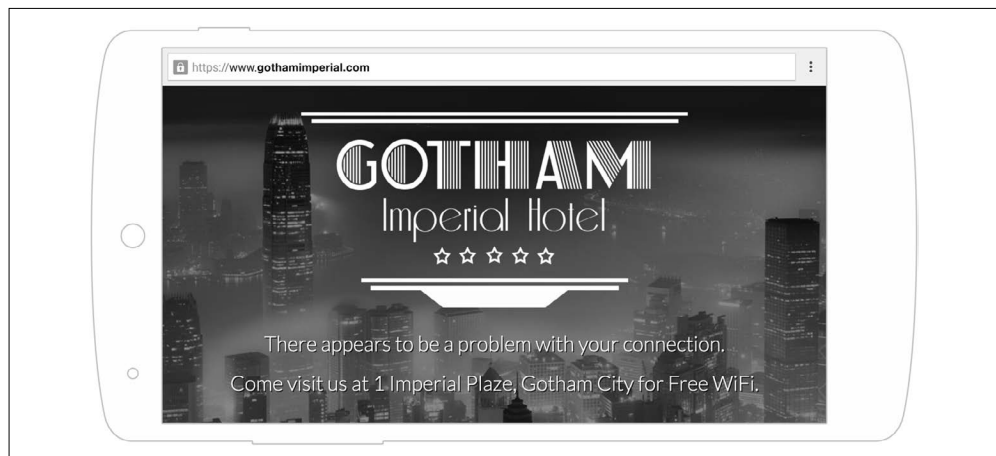 https://www.gothamimperial.com
GOTHAM
Imperial Hotel
There appears to be a problem with your connection.
Come visit us at 1 Imperial Plaze, Gotham City for Free WiFi.